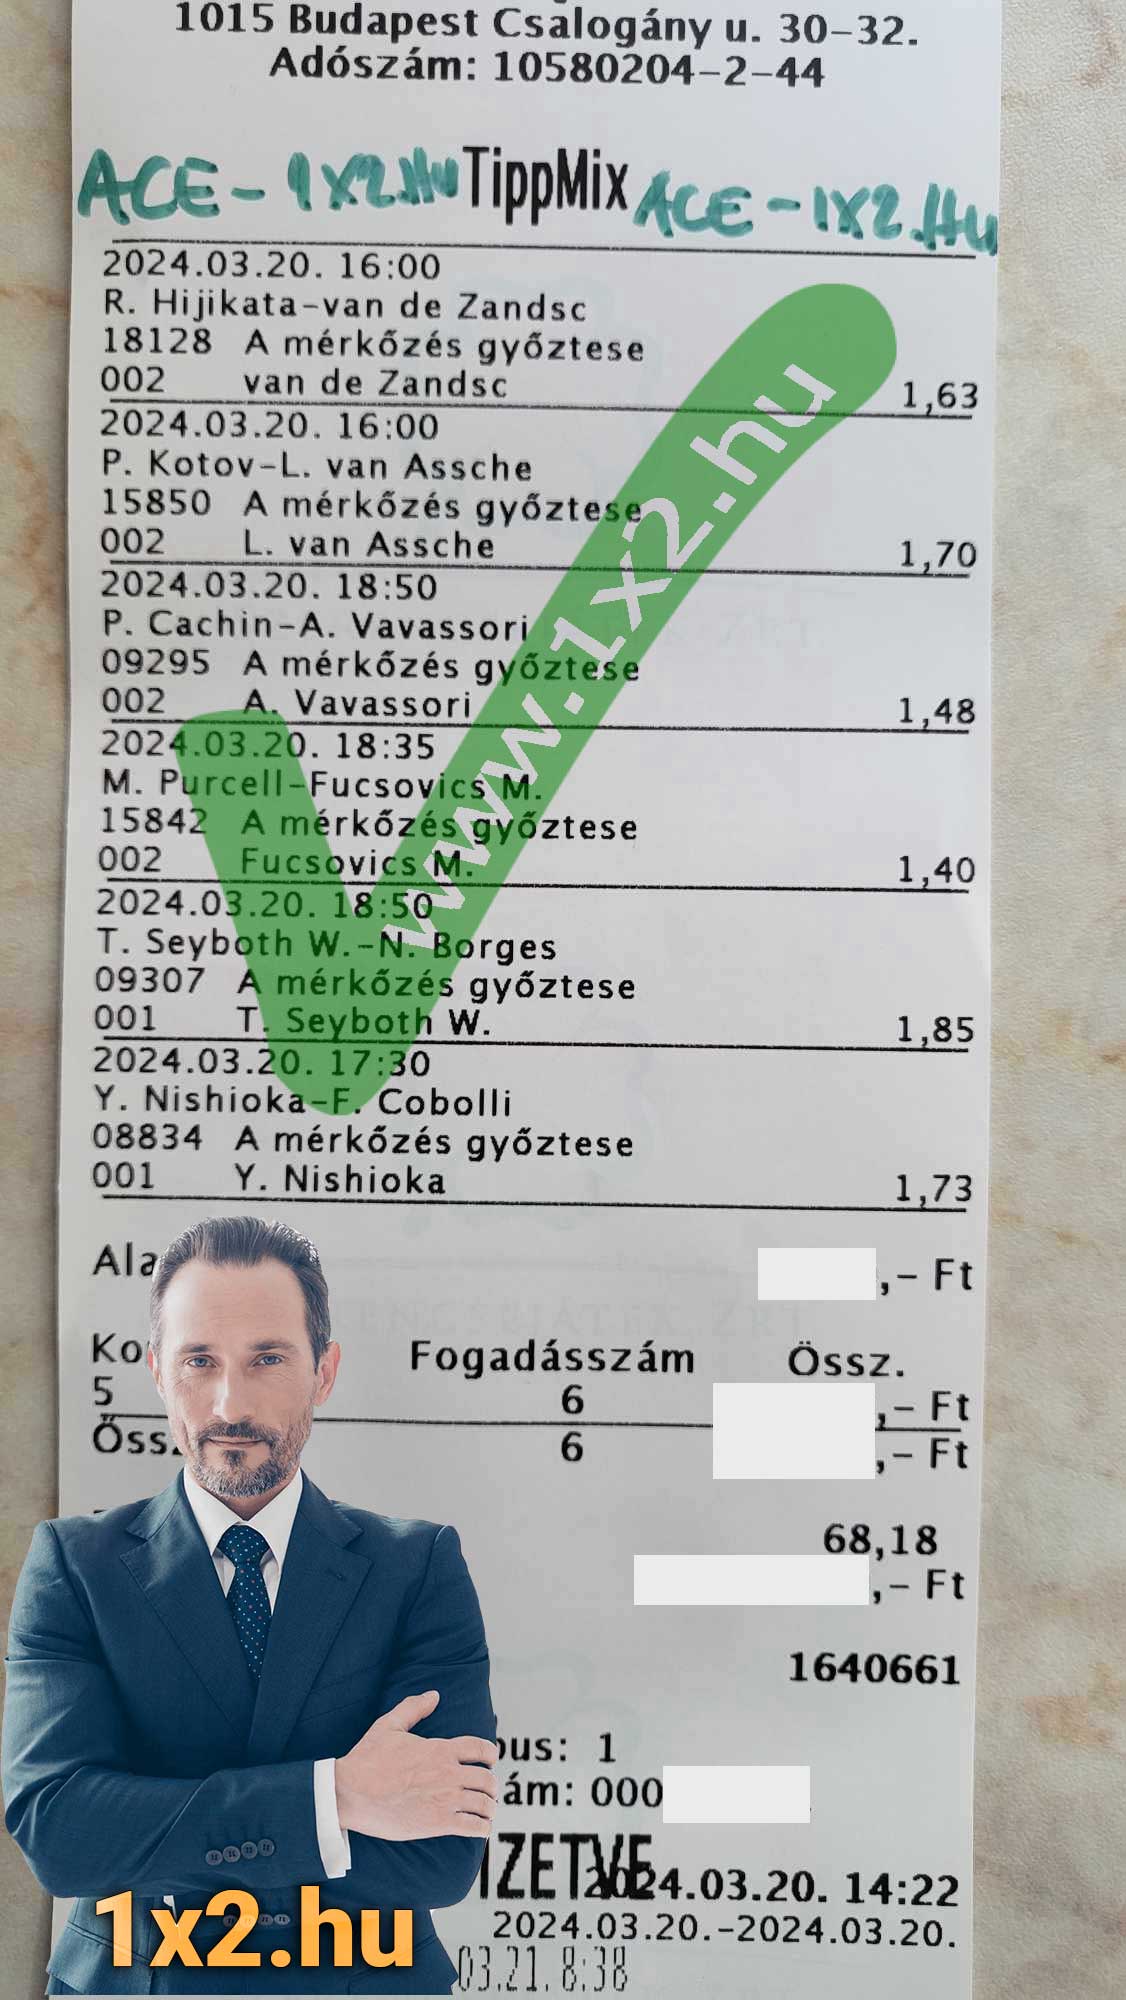 1015 Budapest Csalogány u. 30-32.
Adószám: 10580204-2-44
ACE - 1X2.Hu TippMix ACE - 1X2.Hu
2024.03.20. 16:00
R. Hijikata-van de Zandsc
18128 A mérkőzés győztese
002 van de Zandsc 1,63
2024.03.20. 16:00
P. Kotov-L. van Assche
15850 A mérkőzés győztese
002 L. van Assche 1,70
2024.03.20. 18:50
P. Cachin-A. Vavassori
09295 A mérkőzés győztese
002 A. Vavassori 1,48
2024.03.20. 18:35
M. Purcell-Fucsovics M.
15842 A mérkőzés győztese
002 Fucsovics M. 1,40
2024.03.20. 18:50
T. Seyboth W.-N. Borges
09307 A mérkőzés győztese
001 T. Seyboth W. 1,85
2024.03.20. 17:30
Y. Nishioka-F. Cobolli
08834 A mérkőzés győztese
001 Y. Nishioka 1,73
www.1x2.hu
Ala ,- Ft
Ko Fogadásszám Össz.
5 6 ,- Ft
Össz 6 ,- Ft
68,18
,- Ft
1640661
bus: 1
ám: 000
IZETVE 2024.03.20. 14:22
2024.03.20.-2024.03.20.
03.21. 8:38
1x2.hu